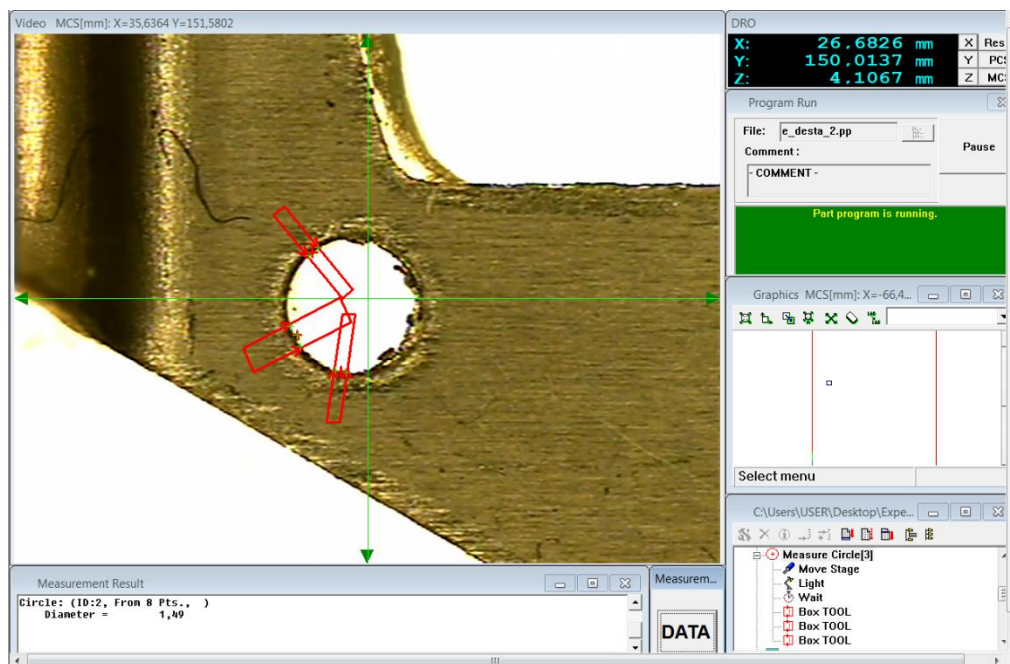 Video MCS[mm]: X=35,6364 Y=151,5802
DRO
X: 26,6826 mm X Res
Y: 150,0137 mm Y PCS
Z: 4,1067 mm Z MC
Program Run
File: e_desta_2.pp
Comment :
- COMMENT -
Pause
Part program is running.
Graphics MCS[mm]: X=-66,4...
Select menu
C:\Users\USER\Desktop\Expe...
Measure Circle[3]
Move Stage
Light
Wait
Box TOOL
Box TOOL
Box TOOL
Measurement Result
Circle: (ID:2, From 8 Pts., )
Diameter = 1,49
Measurem...
DATA